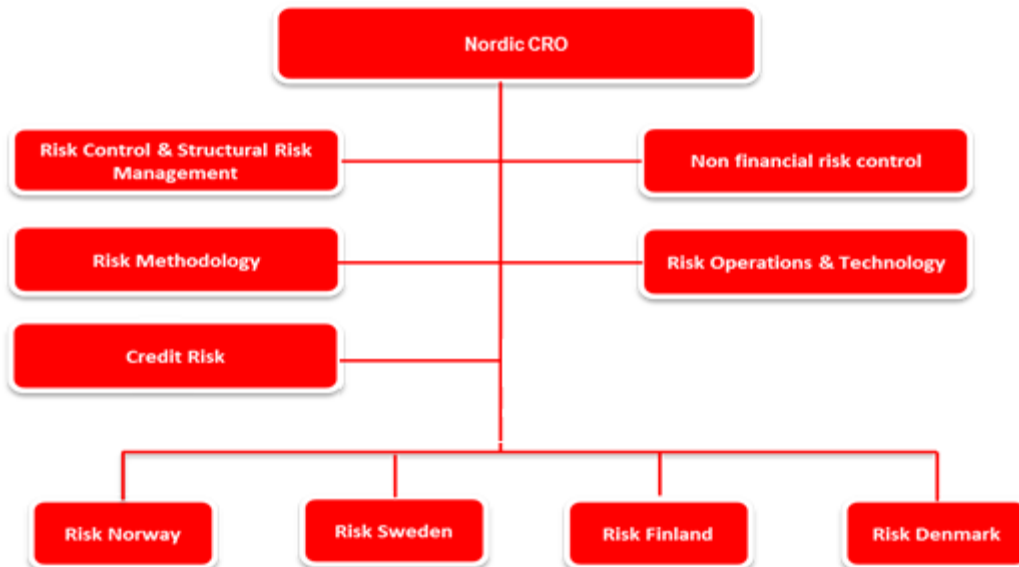 Nordic CRO
Risk Control & Structural Risk
Management
Non financial risk control
Risk Methodology
Risk Operations & Technology
Credit Risk
Risk Norway
Risk Sweden
Risk Finland
Risk Denmark